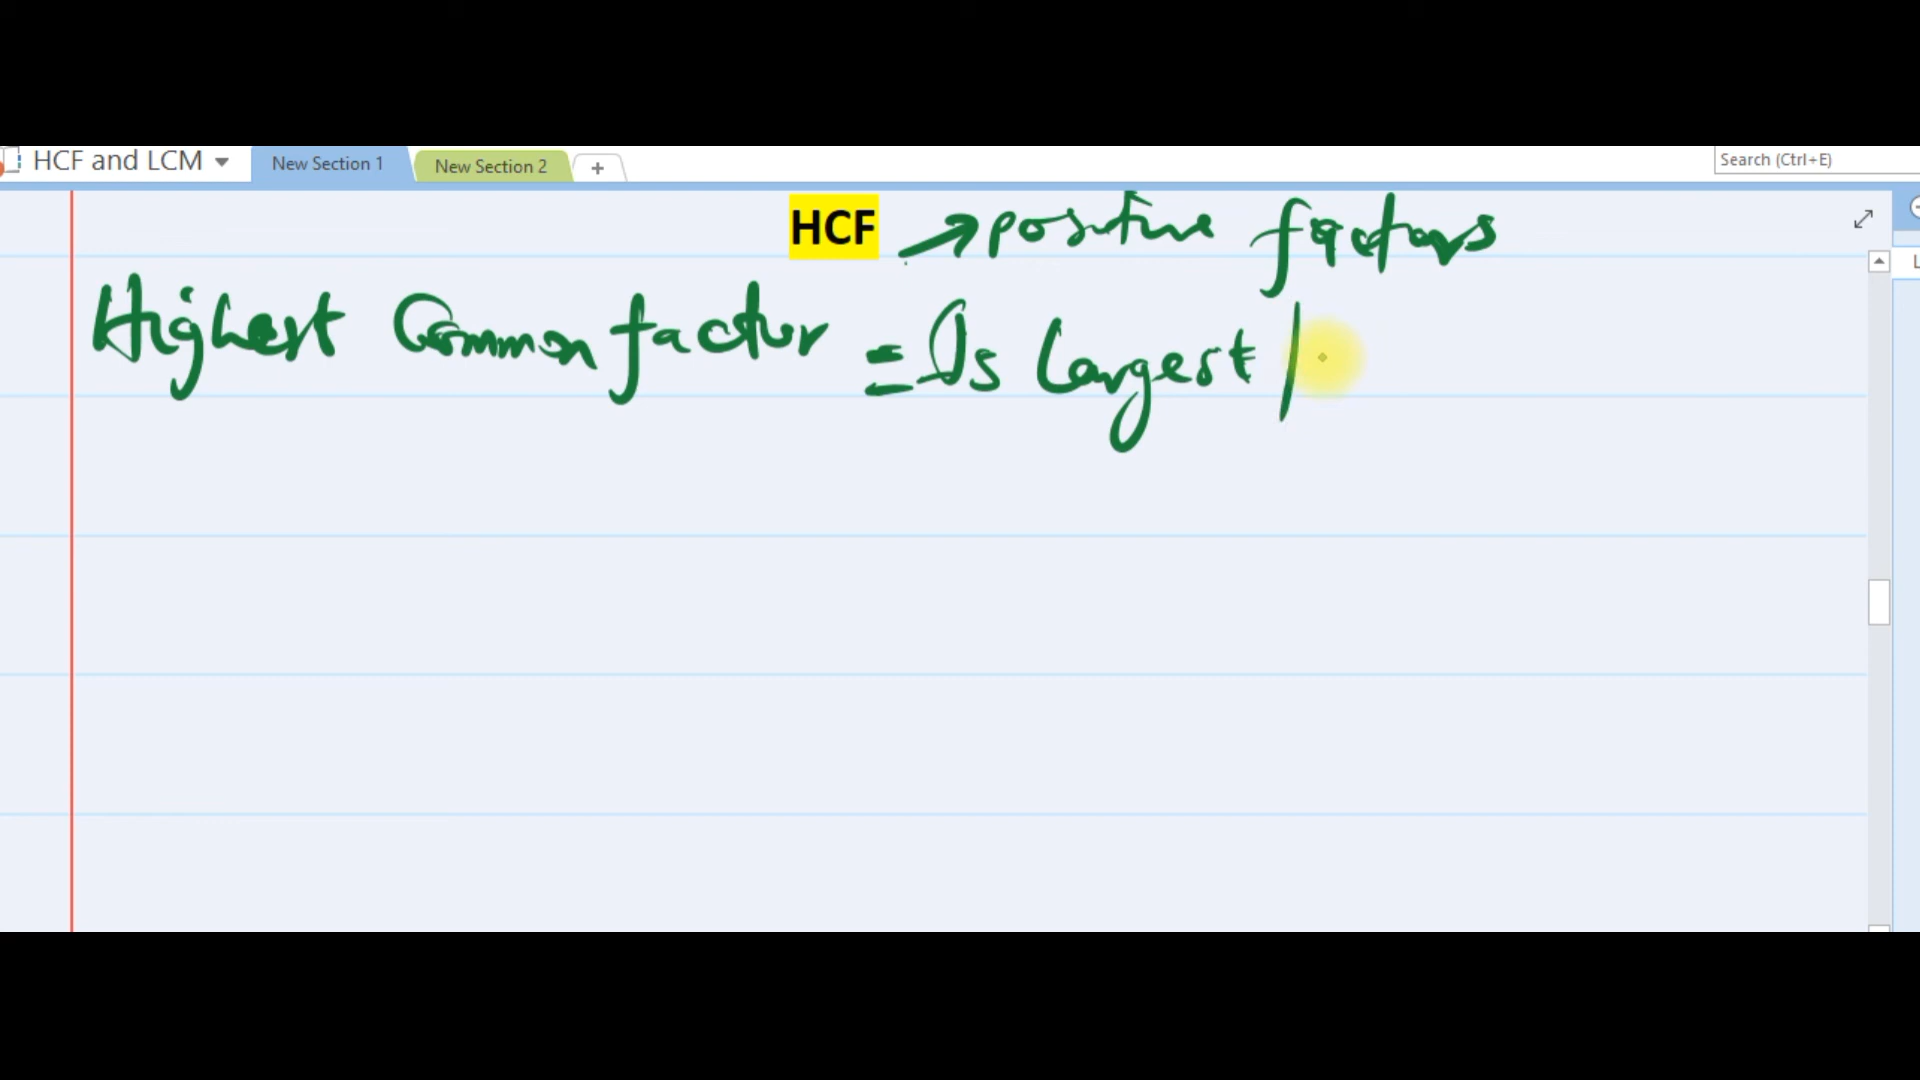 HCF and LCM New Section 1 New Section 2 + Search (Ctrl+E)
HCF → positive factors
Highest Common factor = Is largest /